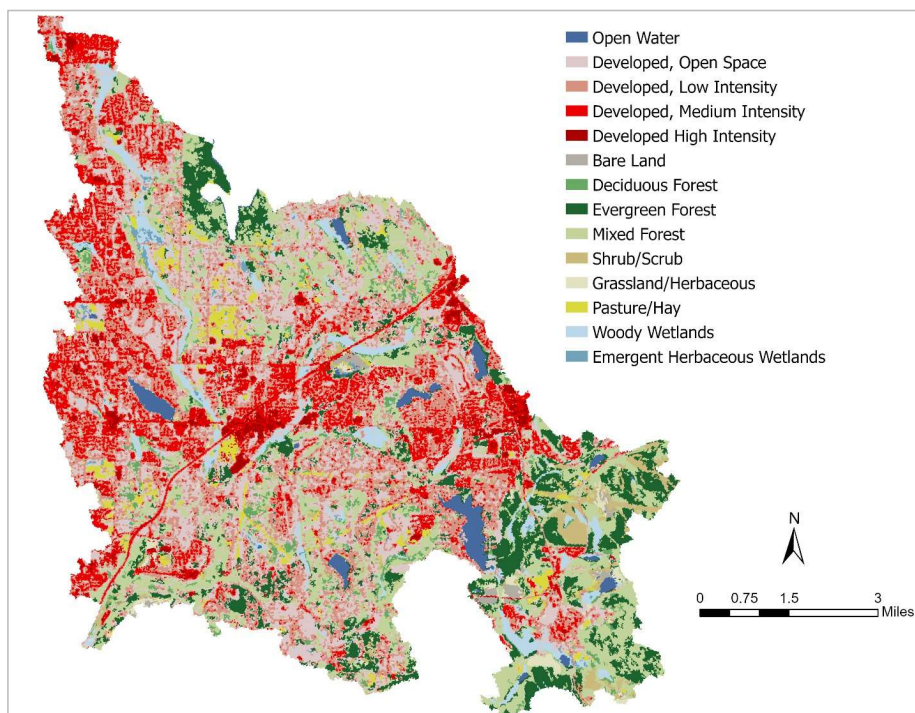 Open Water
Developed, Open Space
Developed, Low Intensity
Developed, Medium Intensity
Developed High Intensity
Bare Land
Deciduous Forest
Evergreen Forest
Mixed Forest
Shrub/Scrub
Grassland/Herbaceous
Pasture/Hay
Woody Wetlands
Emergent Herbaceous Wetlands
N
0 0.75 1.5 3
Miles